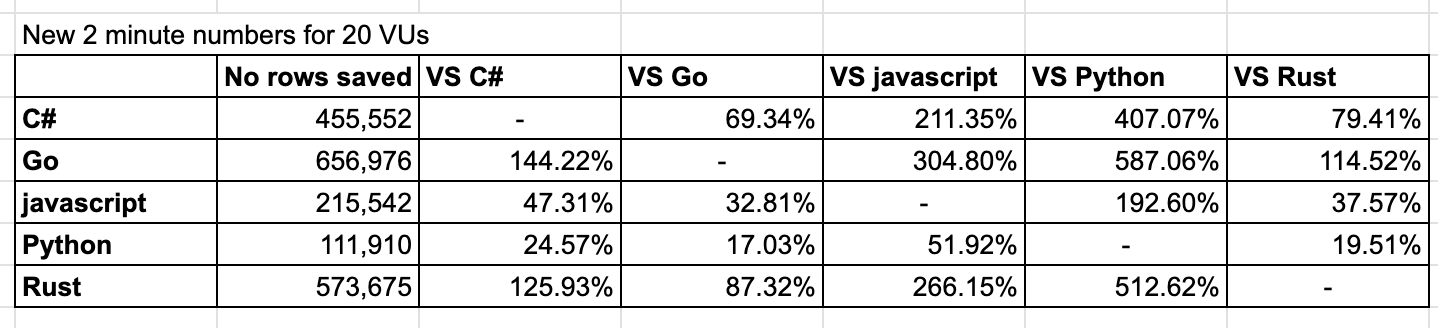 New 2 minute numbers for 20 VUs
No rows saved VS C# VS Go VS javascript VS Python VS Rust
C# 455,552 - 69.34% 211.35% 407.07% 79.41%
Go 656,976 144.22% - 304.80% 587.06% 114.52%
javascript 215,542 47.31% 32.81% - 192.60% 37.57%
Python 111,910 24.57% 17.03% 51.92% - 19.51%
Rust 573,675 125.93% 87.32% 266.15% 512.62% -